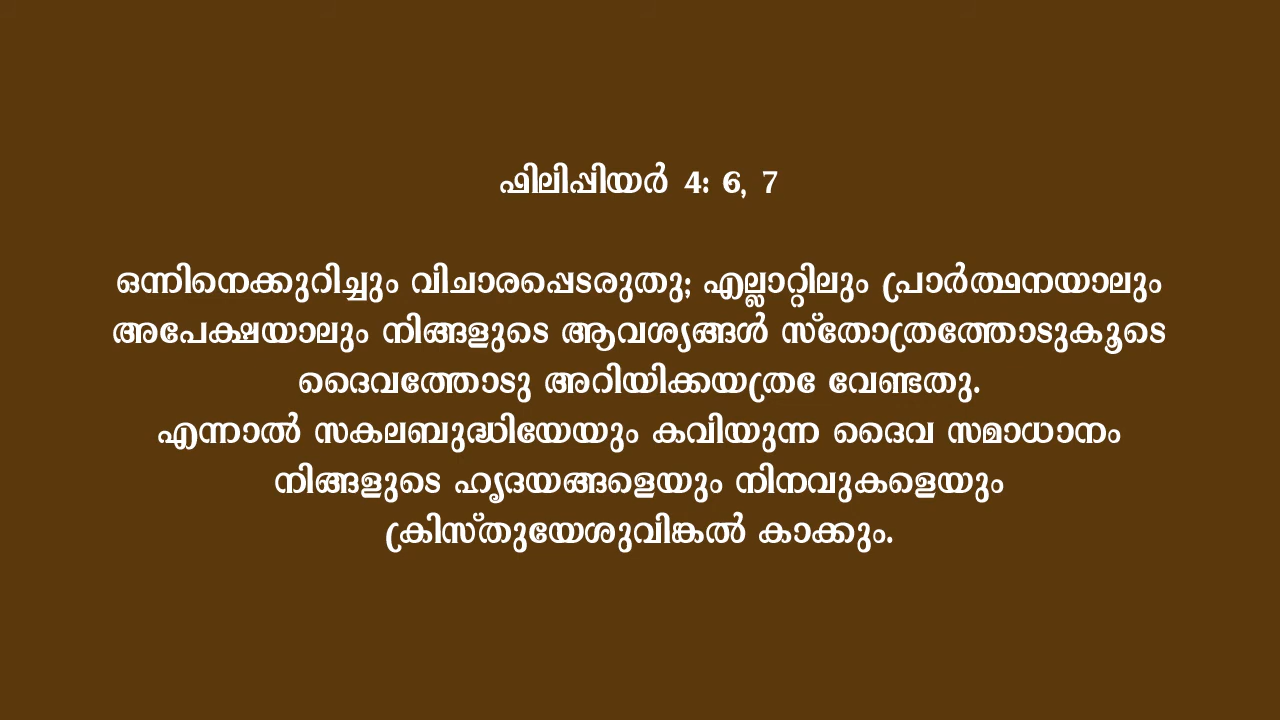 ഫിലിപ്പിയർ 4: 6, 7
ഒന്നിനെക്കുറിച്ചും വിചാരപ്പെടരുതു; എല്ലാറ്റിലും പ്രാർത്ഥനയാലും
അപേക്ഷയാലും നിങ്ങളുടെ ആവശ്യങ്ങൾ സ്തോത്രത്തോടുകൂടെ
ദൈവത്തോടു അറിയിക്കയത്രേ വേണ്ടതു.
എന്നാൽ സകലബുദ്ധിയേയും കവിയുന്ന ദൈവ സമാധാനം
നിങ്ങളുടെ ഹൃദയങ്ങളെയും നിനവുകളെയും
ക്രിസ്തുയേശുവിങ്കൽ കാക്കും.